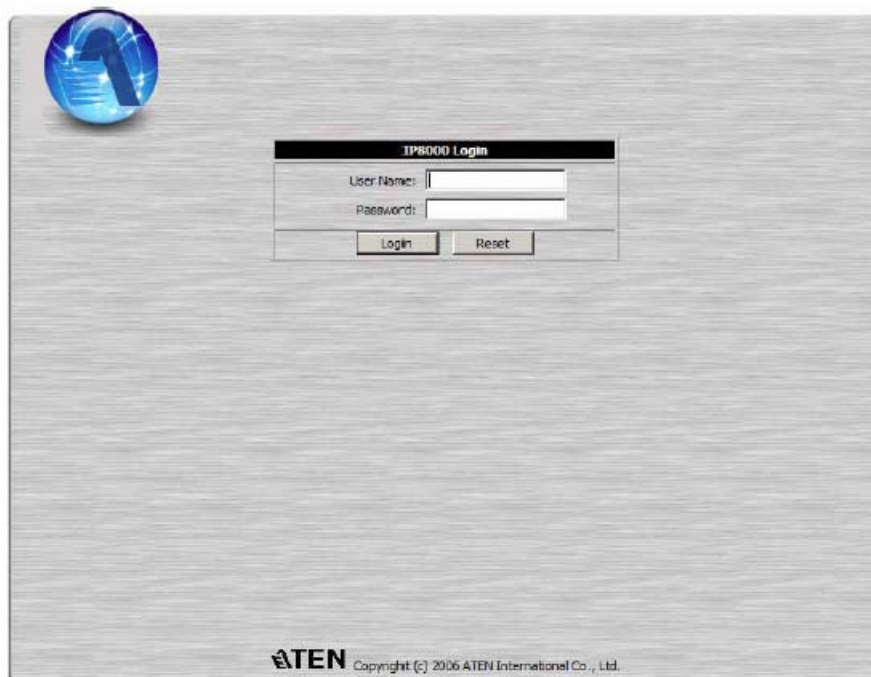 IP8000 Login
User Name:
Password:
Login Reset
ATEN Copyright (c) 2006 ATEN International Co., Ltd.